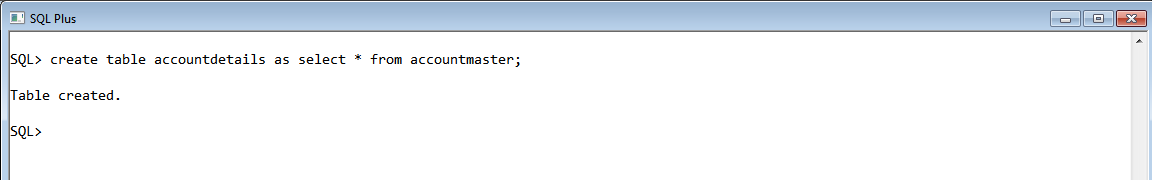 SQL Plus
SQL> create table accountdetails as select * from accountmaster;
Table created.
SQL>